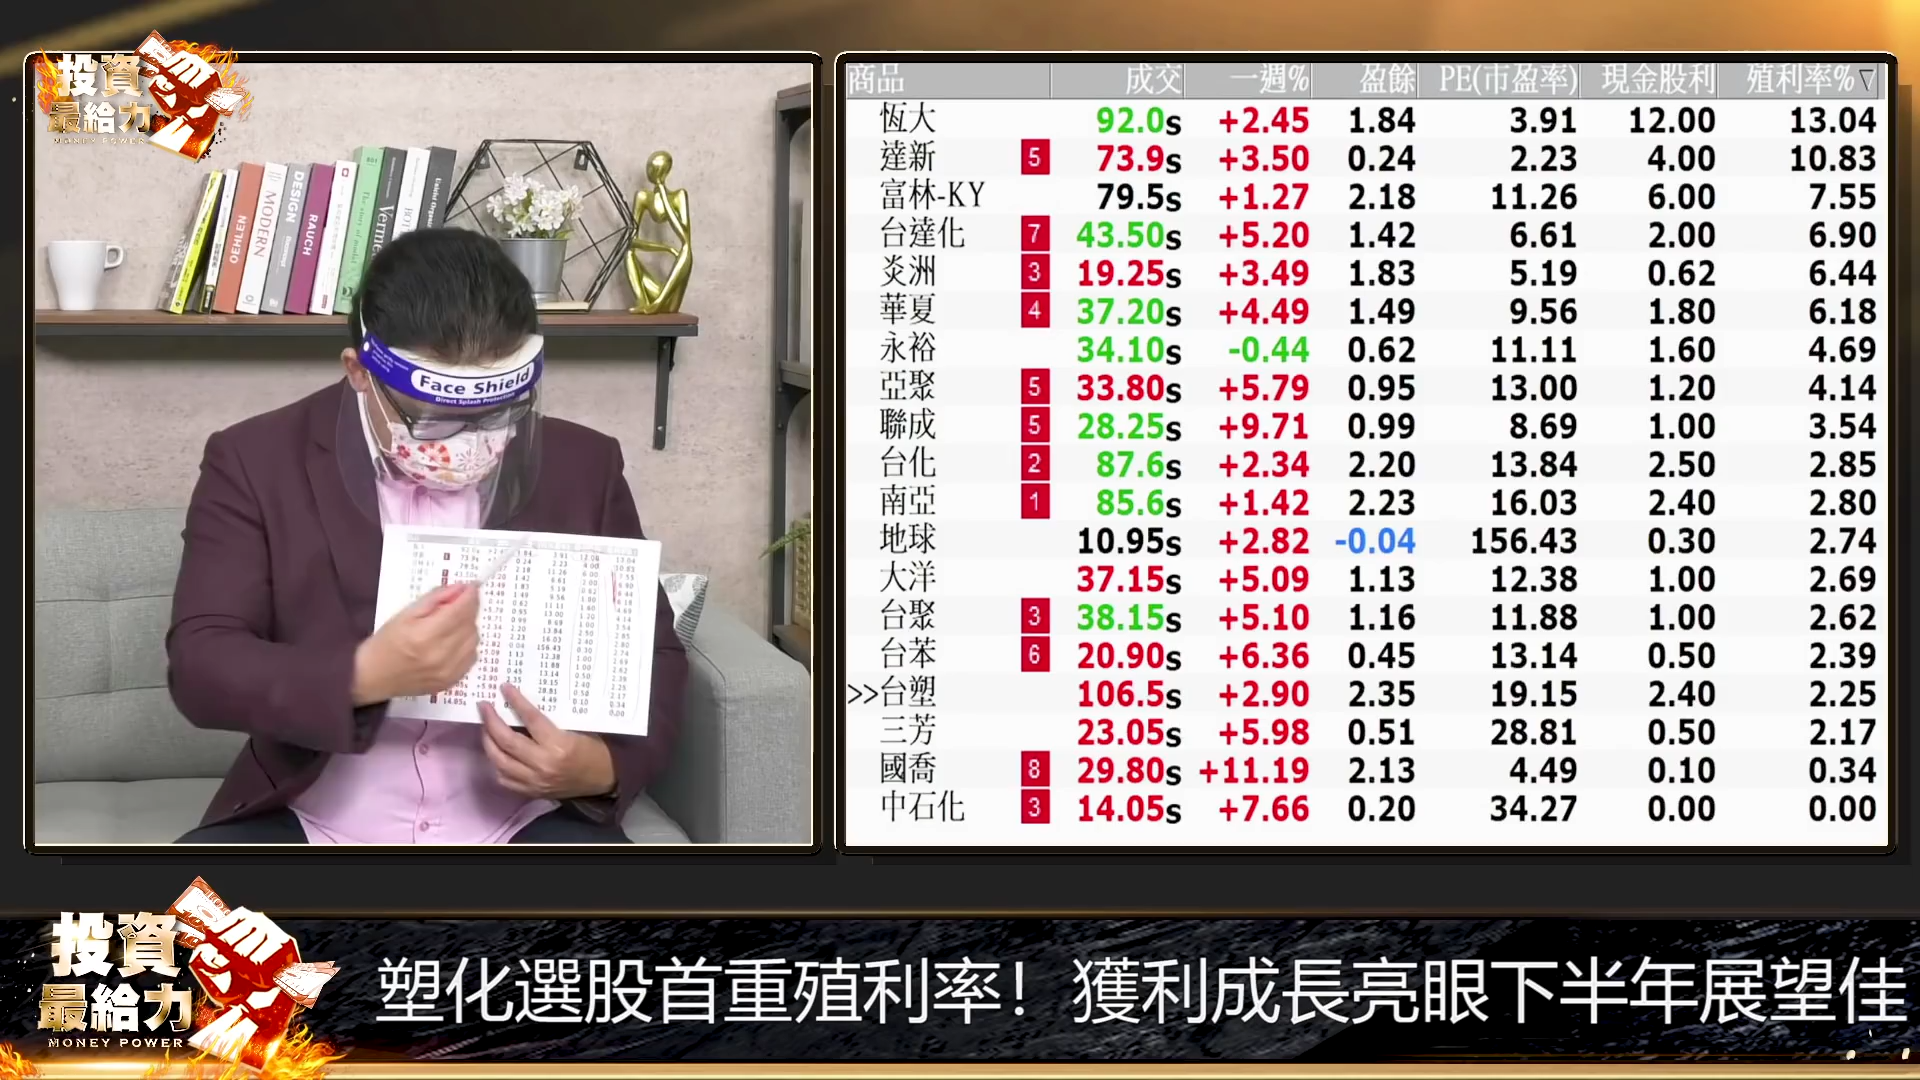 投資
最給力
MONEY POWER
GOEHLEN
MODERN
DESIGN
RAUCH
Face Shield
Direct Splash Protection
商品 成交 一週% 盈餘 PE(市盈率) 現金股利 殖利率%▽
恆大 92.0s +2.45 1.84 3.91 12.00 13.04
達新 5 73.9s +3.50 0.24 2.23 4.00 10.83
富林-KY 79.5s +1.27 2.18 11.26 6.00 7.55
台達化 7 43.50s +5.20 1.42 6.61 2.00 6.90
炎洲 3 19.25s +3.49 1.83 5.19 0.62 6.44
華夏 4 37.20s +4.49 1.49 9.56 1.80 6.18
永裕 34.10s -0.44 0.62 11.11 1.60 4.69
亞聚 5 33.80s +5.79 0.95 13.00 1.20 4.14
聯成 5 28.25s +9.71 0.99 8.69 1.00 3.54
台化 2 87.6s +2.34 2.20 13.84 2.50 2.85
南亞 1 85.6s +1.42 2.23 16.03 2.40 2.80
地球 10.95s +2.82 -0.04 156.43 0.30 2.74
大洋 37.15s +5.09 1.13 12.38 1.00 2.69
台聚 3 38.15s +5.10 1.16 11.88 1.00 2.62
台苯 6 20.90s +6.36 0.45 13.14 0.50 2.39
>>台塑 106.5s +2.90 2.35 19.15 2.40 2.25
三芳 23.05s +5.98 0.51 28.81 0.50 2.17
國喬 8 29.80s +11.19 2.13 4.49 0.10 0.34
中石化 3 14.05s +7.66 0.20 34.27 0.00 0.00
投資
最給力
MONEY POWER
塑化選股首重殖利率! 獲利成長亮眼下半年展望佳